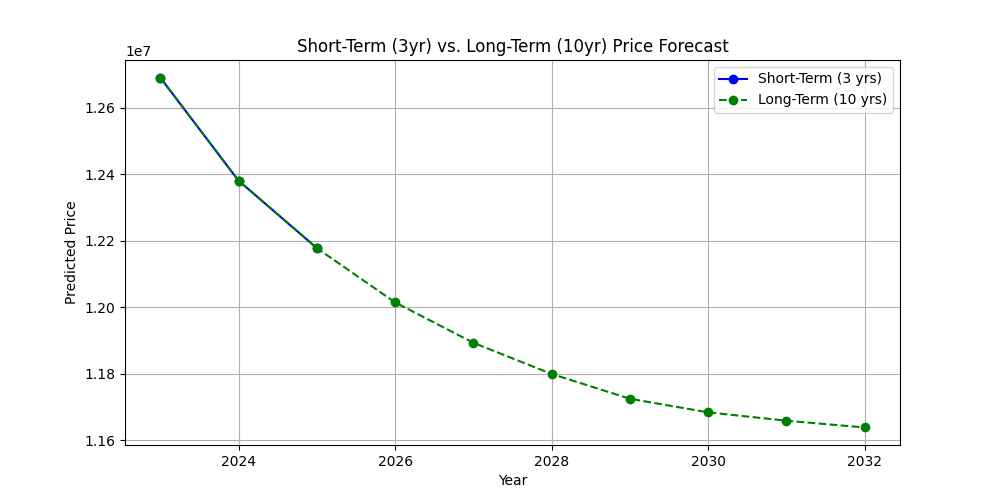 Short-Term (3yr) vs. Long-Term (10yr) Price Forecast
1e7
Short-Term (3 yrs)
Long-Term (10 yrs)
1.26
1.24
1.22
1.20
1.18
1.16
Predicted Price
2024 2026 2028 2030 2032
Year